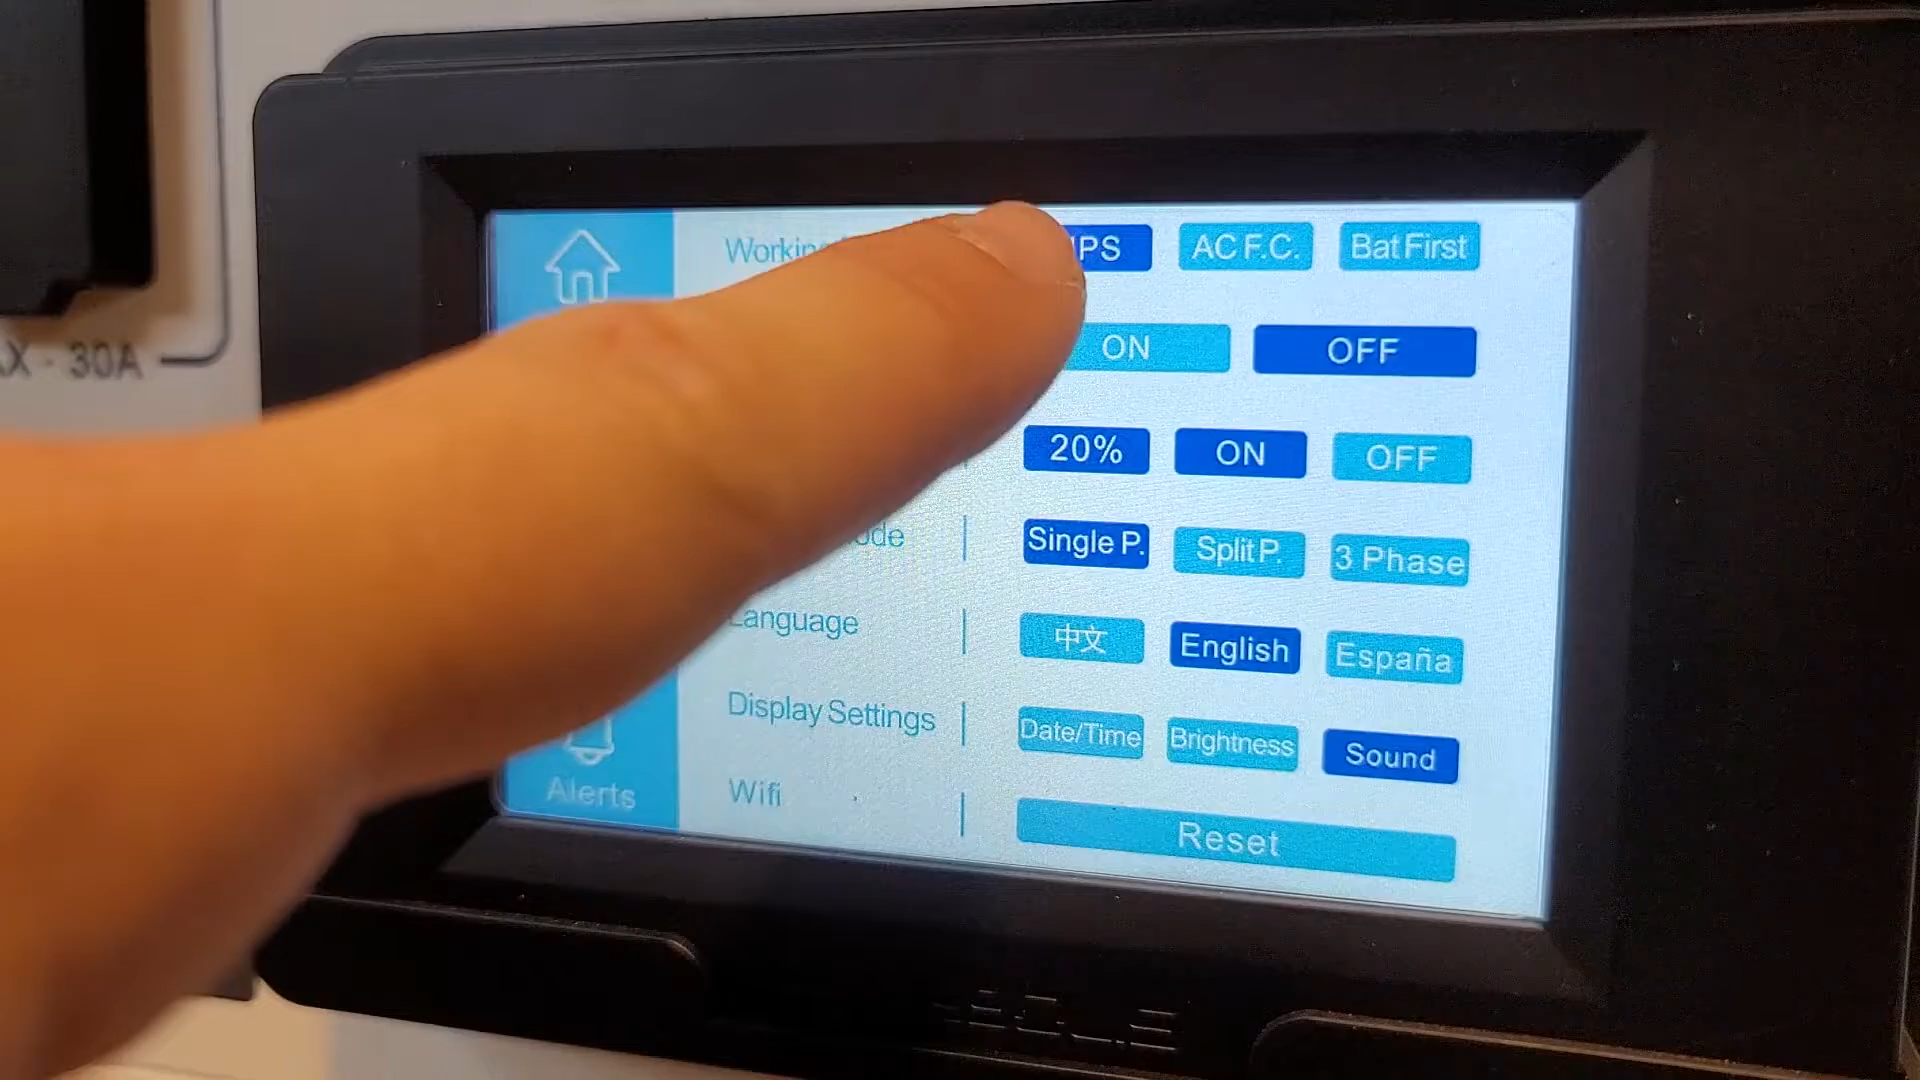 X - 30A
PS AC F.C. Bat First
ON OFF
20% ON OFF
ode | Single P. Split P. 3 Phase
Language | 中文 English España
Display Settings | Date/Time Brightness Sound
Alerts
Wifi | Reset